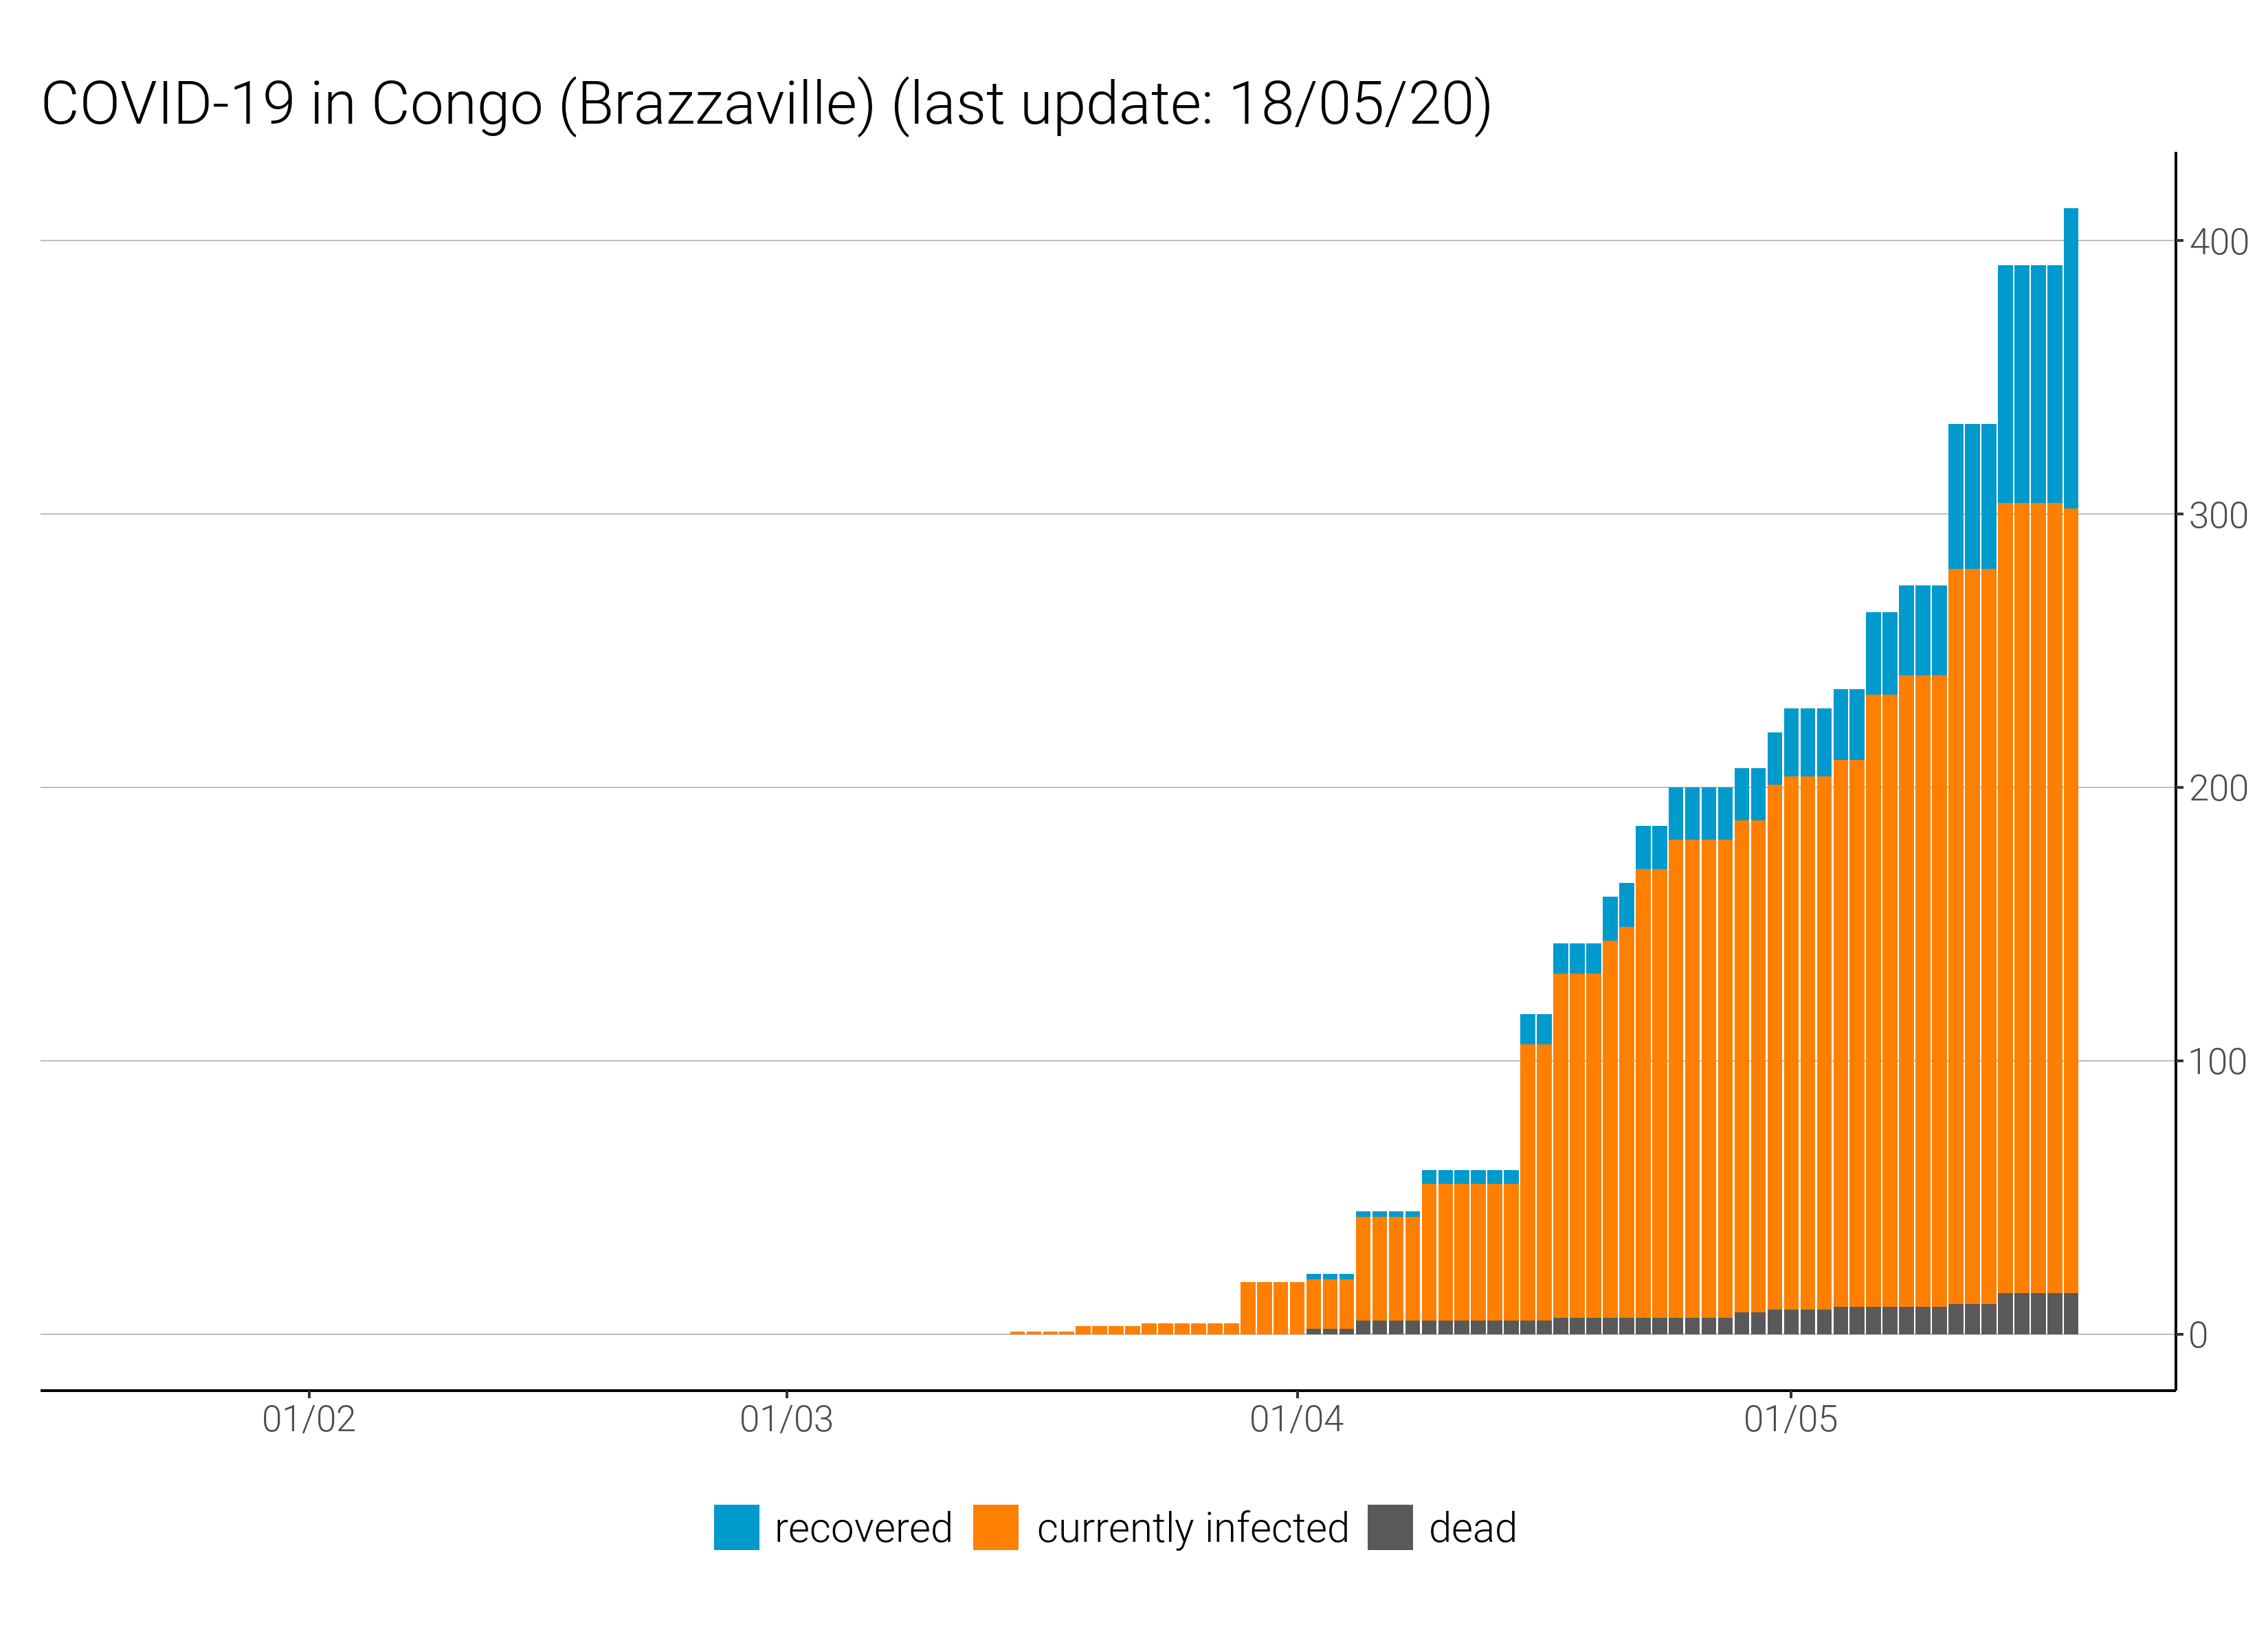 COVID-19 in Congo (Brazzaville) (last update: 18/05/20)
400
300
200
100
0
01/02 01/03 01/04 01/05
recovered currently infected dead